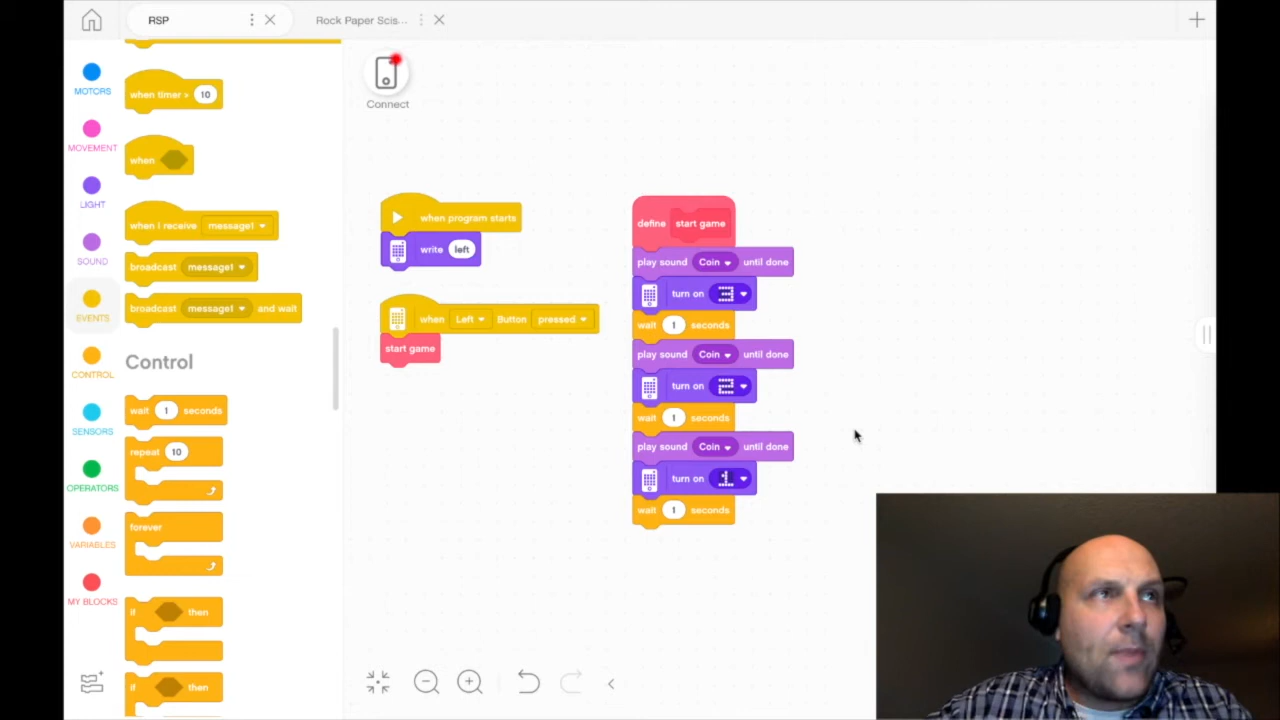 RSP
Rock Paper Scis...
MOTORS
MOVEMENT
LIGHT
SOUND
EVENTS
CONTROL
SENSORS
OPERATORS
VARIABLES
MY BLOCKS
when timer > 10
when
when I receive message1
broadcast message1
broadcast message1 and wait
Control
wait 1 seconds
repeat 10
forever
if then
if then
Connect
when program starts
write left
when Left Button pressed
start game
define start game
play sound Coin until done
turn on 3
wait 1 seconds
play sound Coin until done
turn on 2
wait 1 seconds
play sound Coin until done
turn on 1
wait 1 seconds